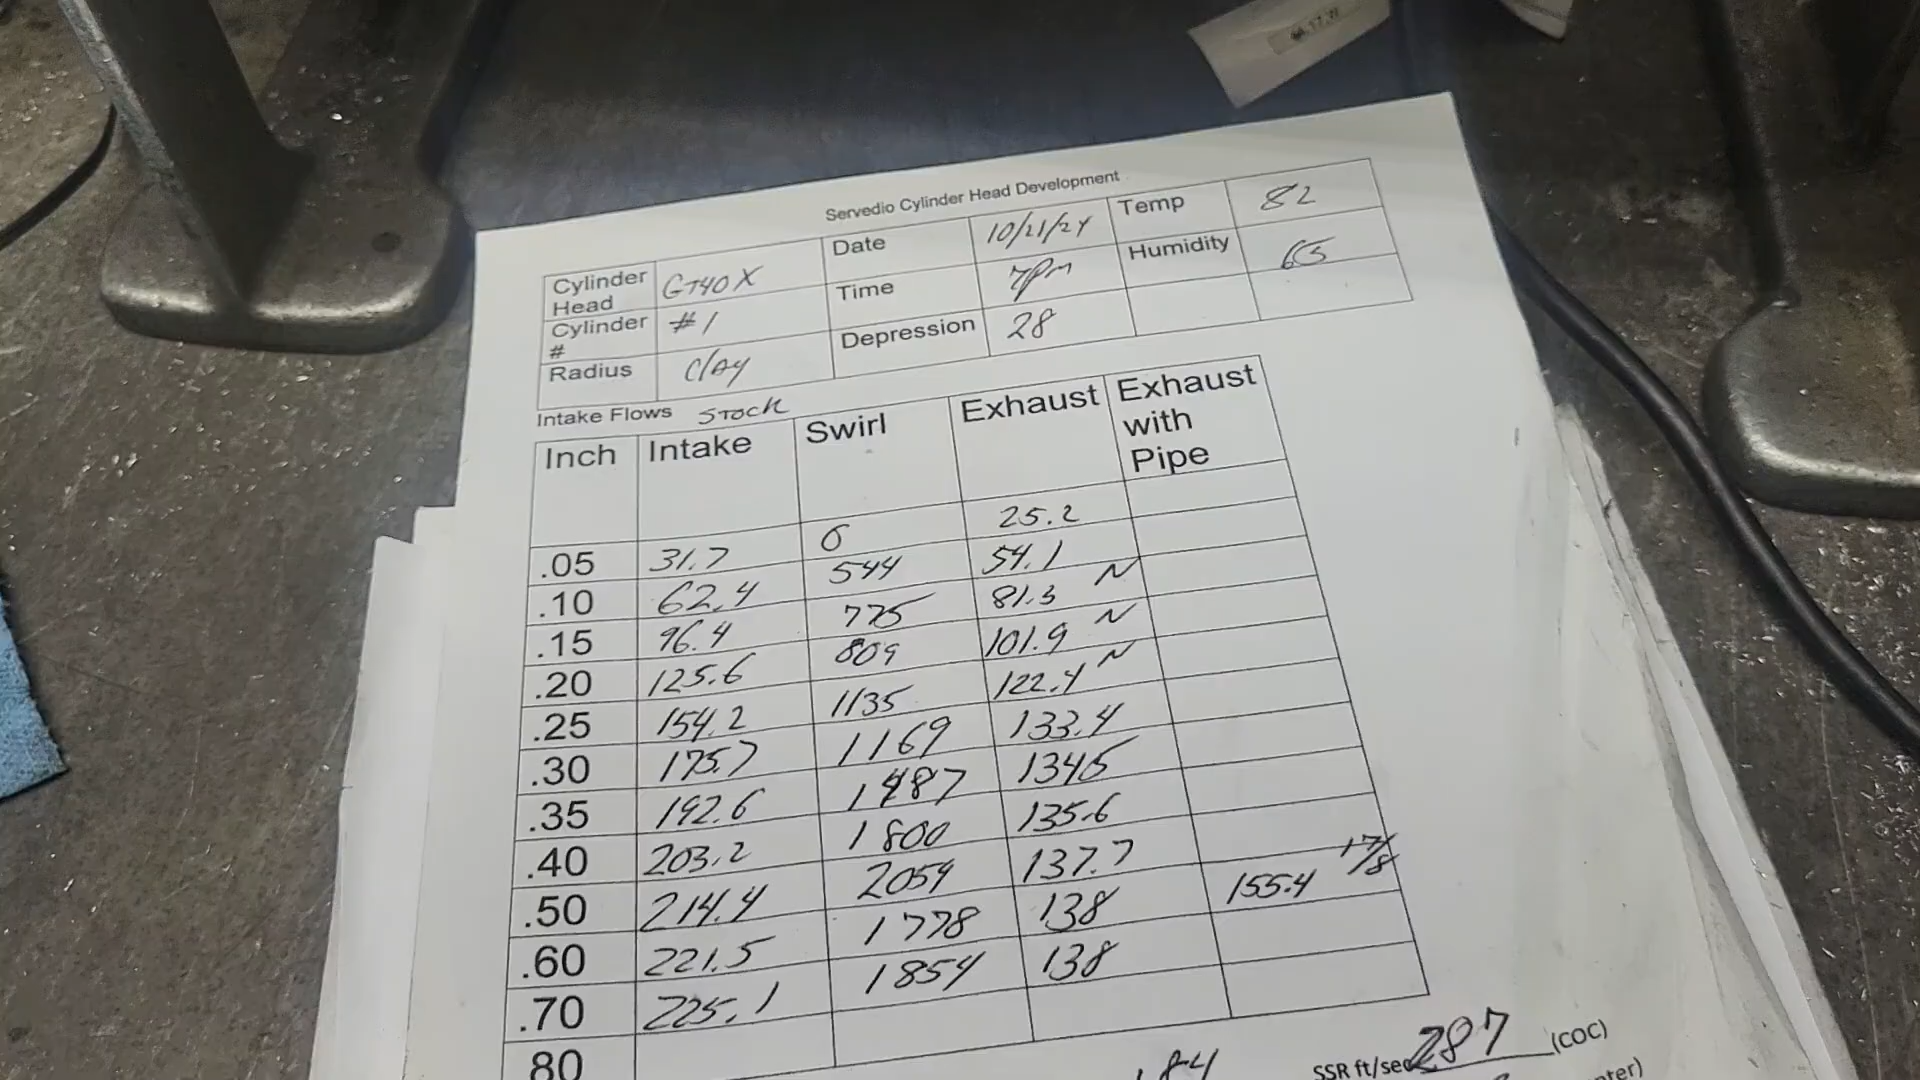 Servedio Cylinder Head Development
Cylinder Head GT40X Date 10/21/24 Temp 82
Cylinder # #1 Time 7pm Humidity 65
Radius Clay Depression 28
Intake Flows STOCK
Inch Intake Swirl Exhaust Exhaust with Pipe
.05 31.7 0 25.2
.10 62.4 544 54.1
.15 96.4 775 81.3 N
.20 125.6 809 101.9 N
.25 154.2 1135 122.4 N
.30 175.7 1169 133.4
.35 192.6 1487 134.5
.40 203.2 1800 135.6
.50 214.4 2054 137.7
.60 221.5 1778 138 155.4 17/8
.70 225.1 1854 138
80
SSR ft/sec 287 (COC)